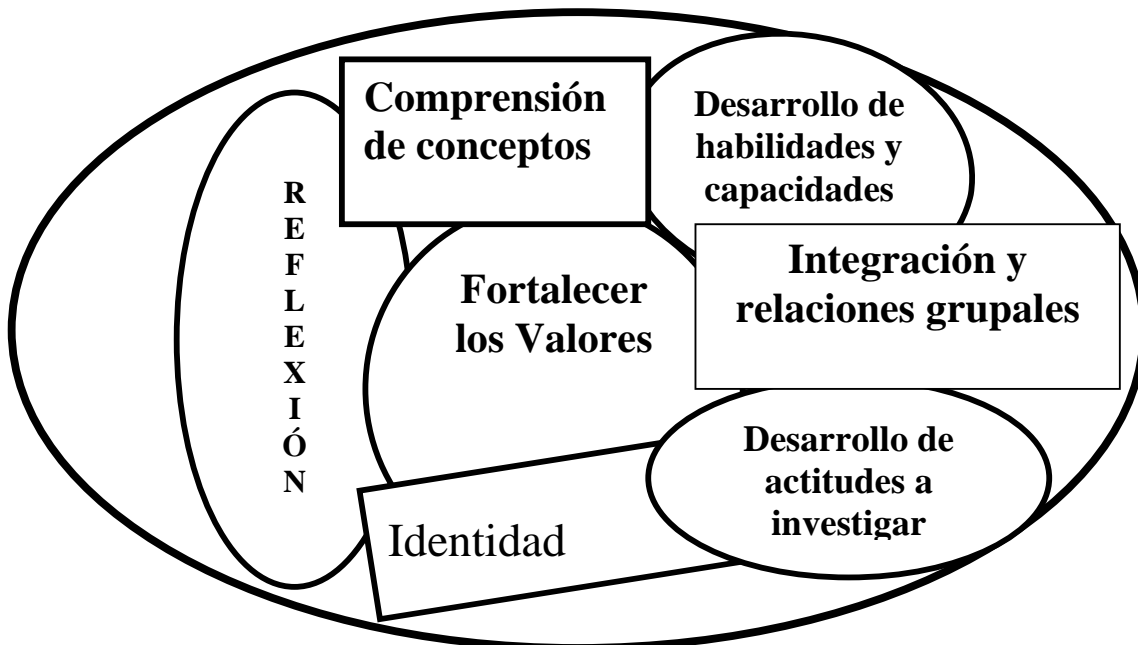 Comprensión
de conceptos
Desarrollo de
habilidades y
capacidades
R
E
F
L
E
X
I
Ó
N
Fortalecer
los Valores
Integración y
relaciones grupales
Identidad
Desarrollo de
actitudes a
investigar